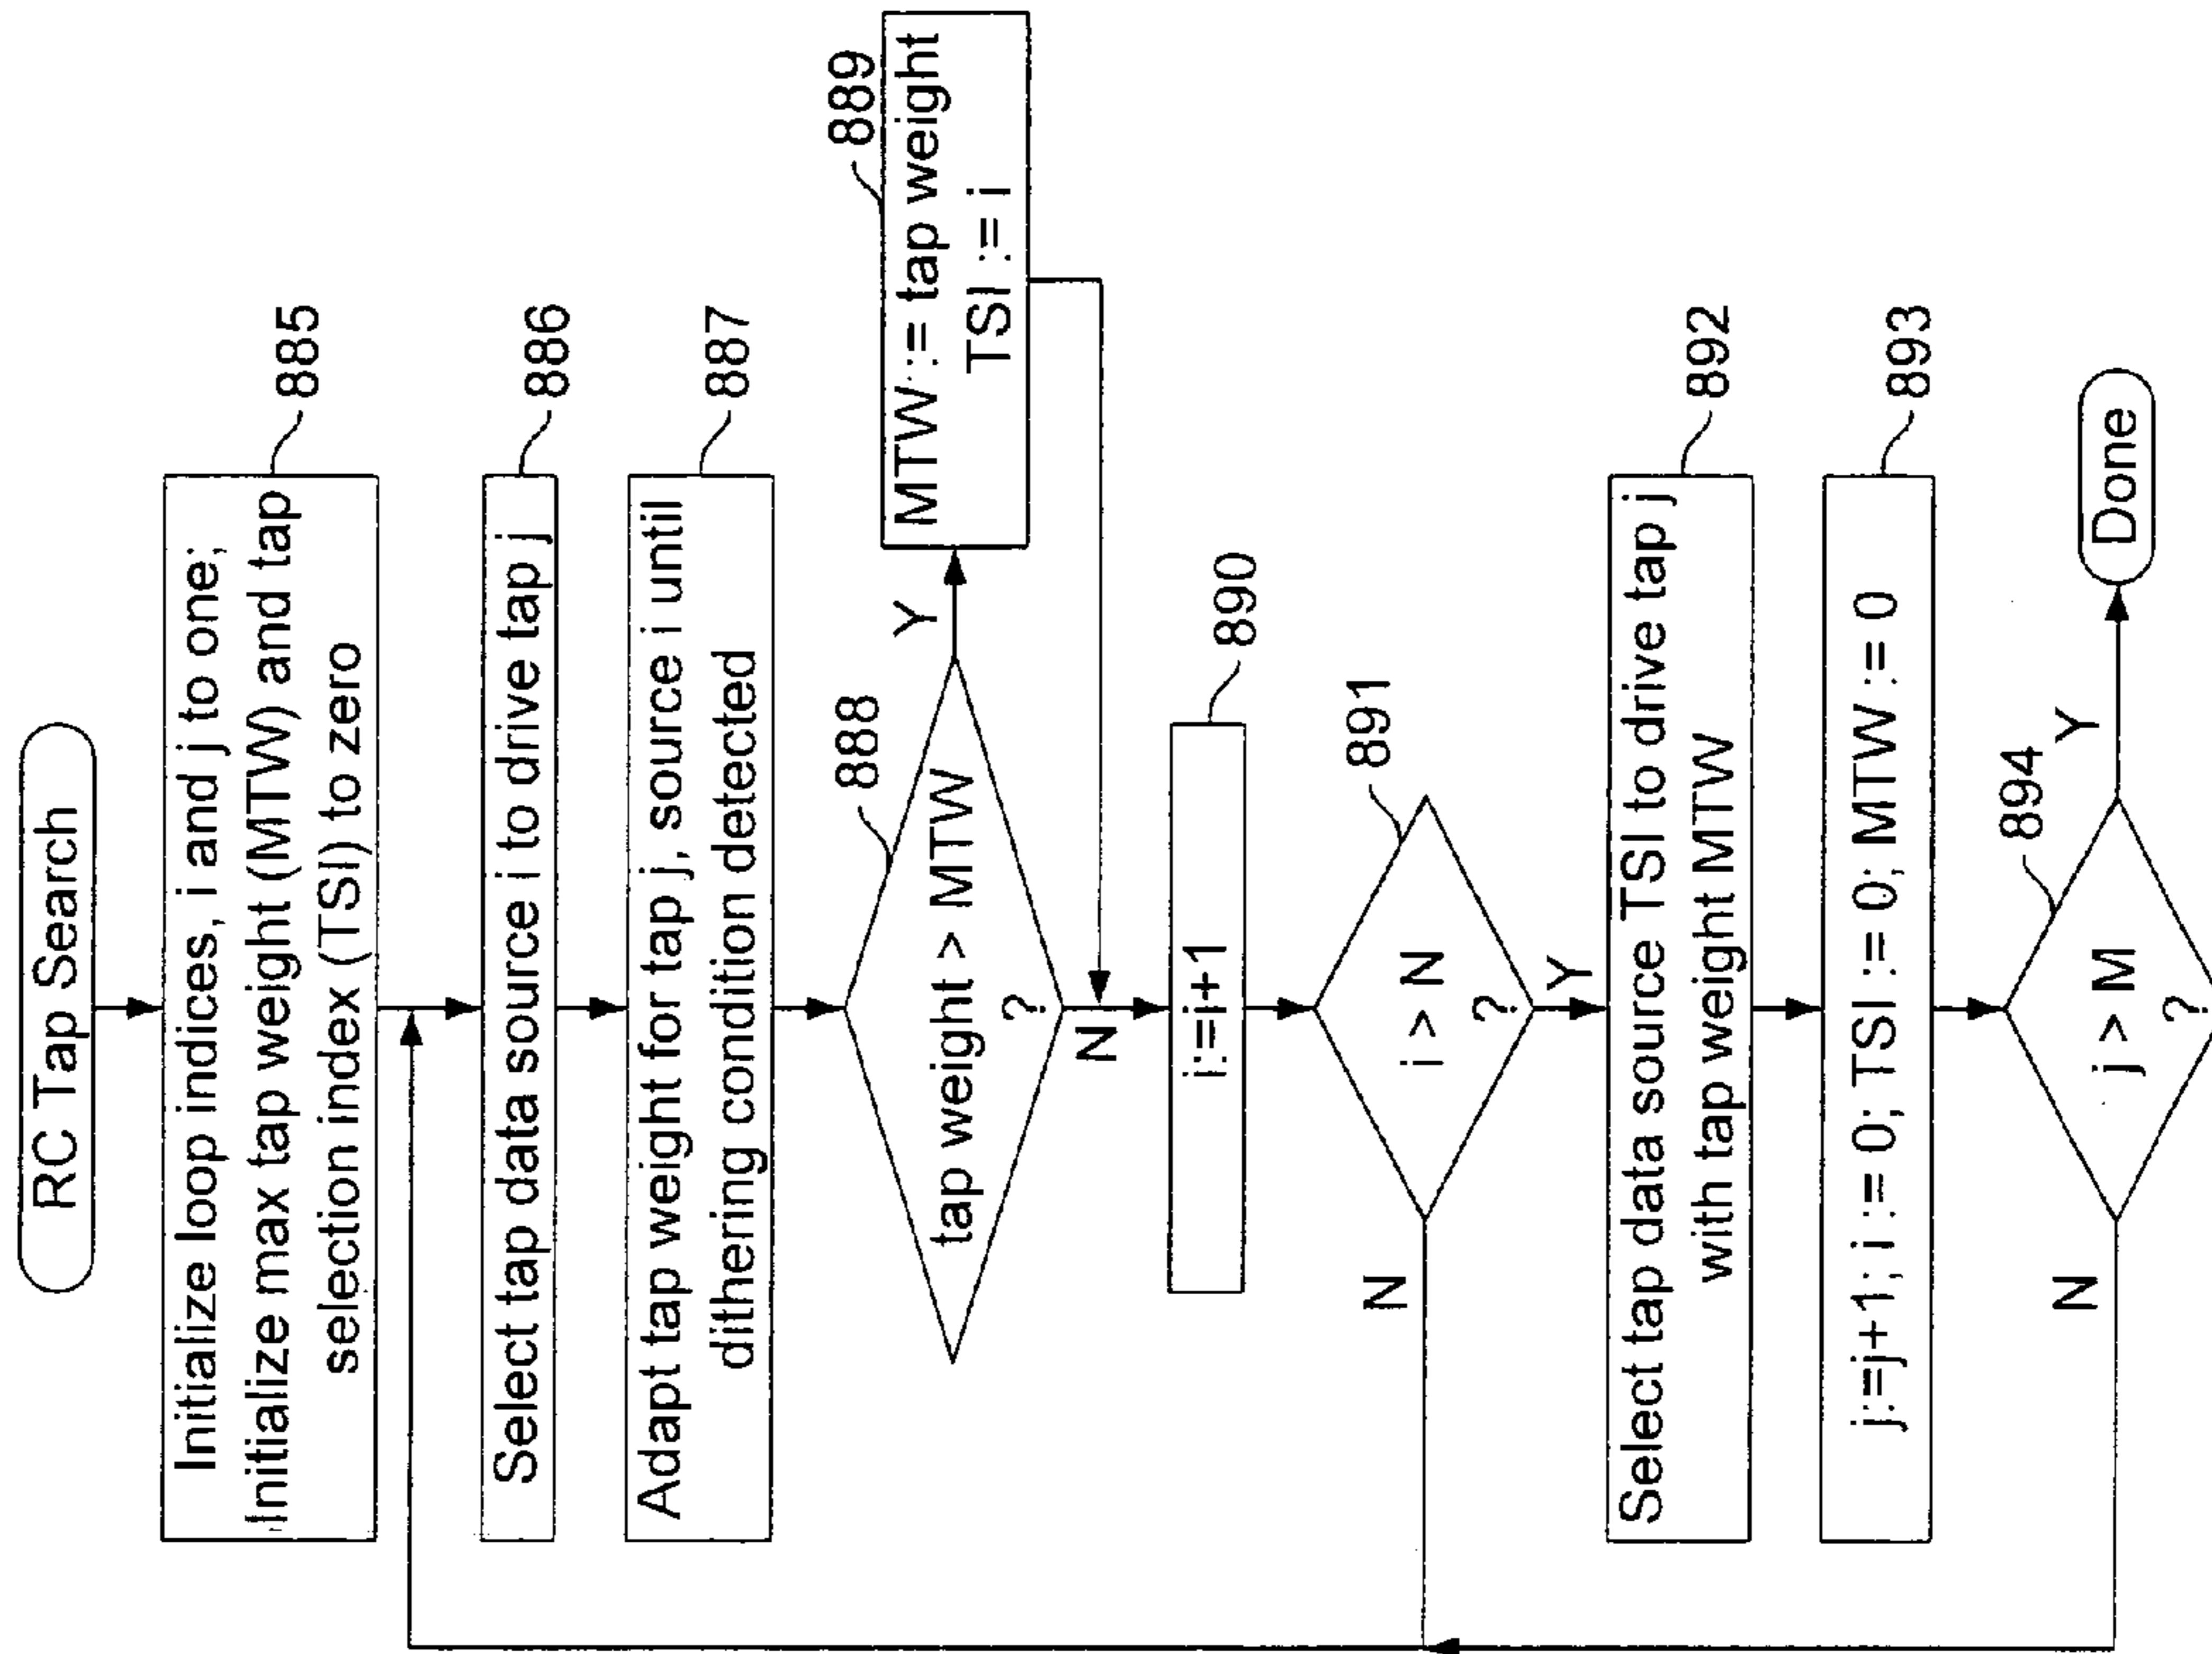 RC Tap Search
Initialize loop indices, i and j to one;
Initialize max tap weight (MTW) and tap
selection index (TSI) to zero
885
Select tap data source i to drive tap j
886
Adapt tap weight for tap j, source i until
dithering condition detected
887
888
tap weight > MTW
?
Y
N
889
MTW := tap weight
TSI := i
890
i:=i+1
891
i > N
?
N
Y
892
Select tap data source TSI to drive tap j
with tap weight MTW
893
j:=j+1; i := 0; TSI := 0; MTW := 0
894
j > M
?
N
Y
Done